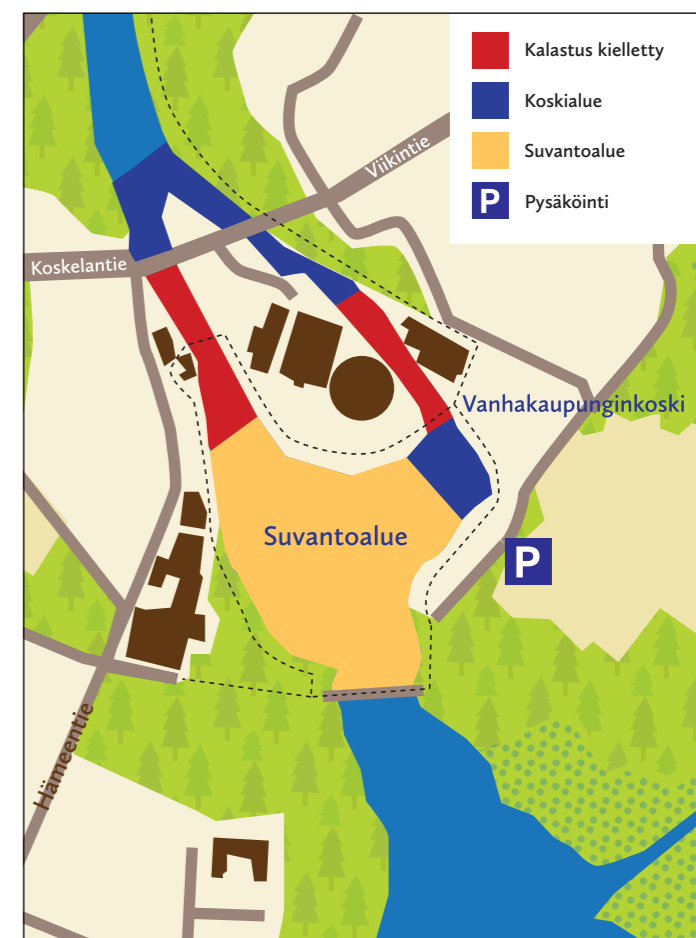 Kalastus kielletty
Koskialue
Suvantoalue
P Pysäköinti
Viikintie
Koskelantie
Vanhakaupunginkoski
Suvantoalue
P
Hämeentie